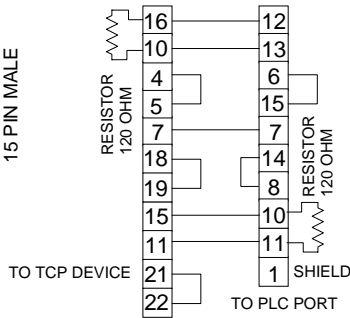 15 PIN MALE
RESISTOR
120 OHM
16
10
4
5
7
18
19
15
11
21
22
TO TCP DEVICE
12
13
6
15
7
14
8
10
11
1
SHIELD
RESISTOR
120 OHM
TO PLC PORT